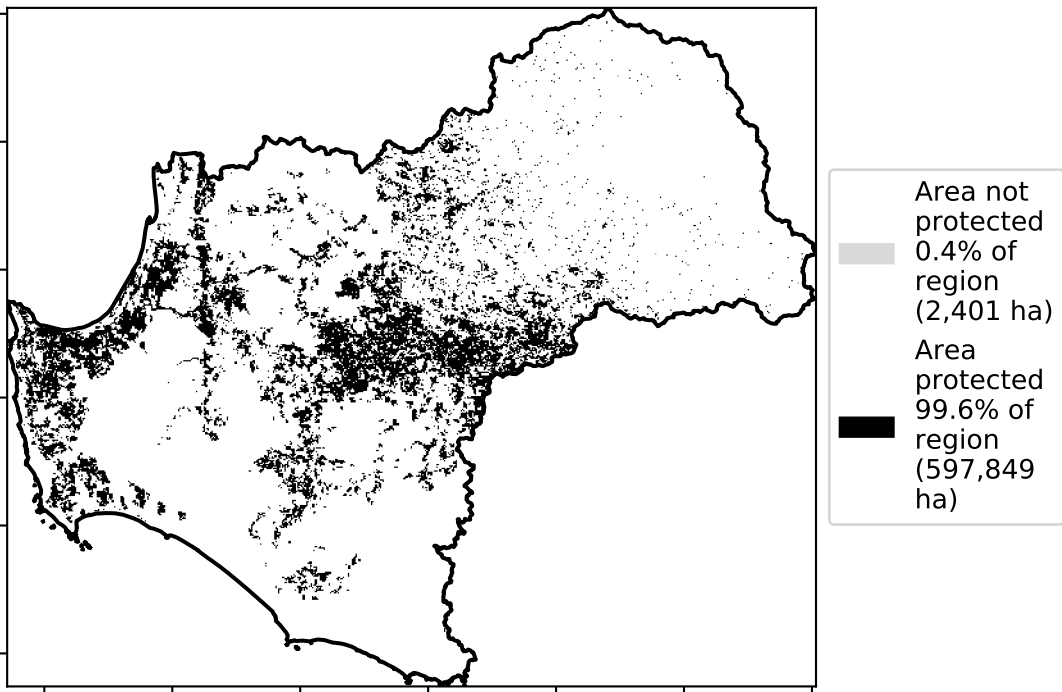 Area not
protected
0.4% of
region
(2,401 ha)
Area
protected
99.6% of
region
(597,849
ha)